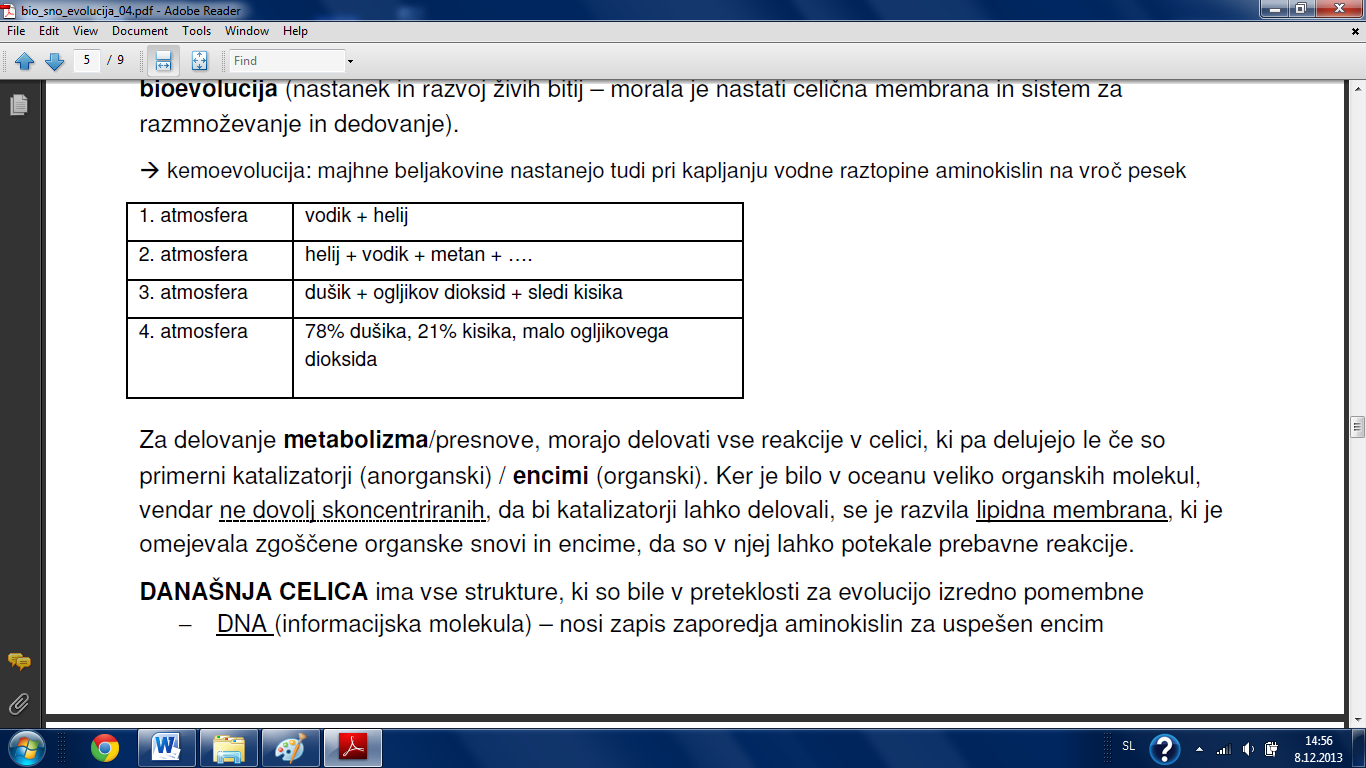 bio_sno_evolucija_04.pdf - Adobe Reader
File Edit View Document Tools Window Help
5 / 9 Find
bioevolucija (nastanek in razvoj živih bitij – morala je nastati celična membrana in sistem za
razmnoževanje in dedovanje).
→ kemoevolucija: majhne beljakovine nastanejo tudi pri kapljanju vodne raztopine aminokislin na vroč pesek
1. atmosfera vodik + helij
2. atmosfera helij + vodik + metan + ….
3. atmosfera dušik + ogljikov dioksid + sledi kisika
4. atmosfera 78% dušika, 21% kisika, malo ogljikovega
dioksida
Za delovanje metabolizma/presnove, morajo delovati vse reakcije v celici, ki pa delujejo le če so
primerni katalizatorji (anorganski) / encimi (organski). Ker je bilo v oceanu veliko organskih molekul,
vendar ne dovolj skoncentriranih, da bi katalizatorji lahko delovali, se je razvila lipidna membrana, ki je
omejevala zgoščene organske snovi in encime, da so v njej lahko potekale prebavne reakcije.
DANAŠNJA CELICA ima vse strukture, ki so bile v preteklosti za evolucijo izredno pomembne
– DNA (informacijska molekula) – nosi zapis zaporedja aminokislin za uspešen encim
SL 14:56
8.12.2013